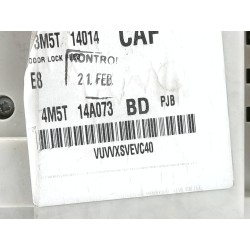 3M5T 14014 CAF
DOOR LOCK CONTROL
E8 21. FEB.
4M5T 14A073 BD PJB
VUVVXSVEVC40